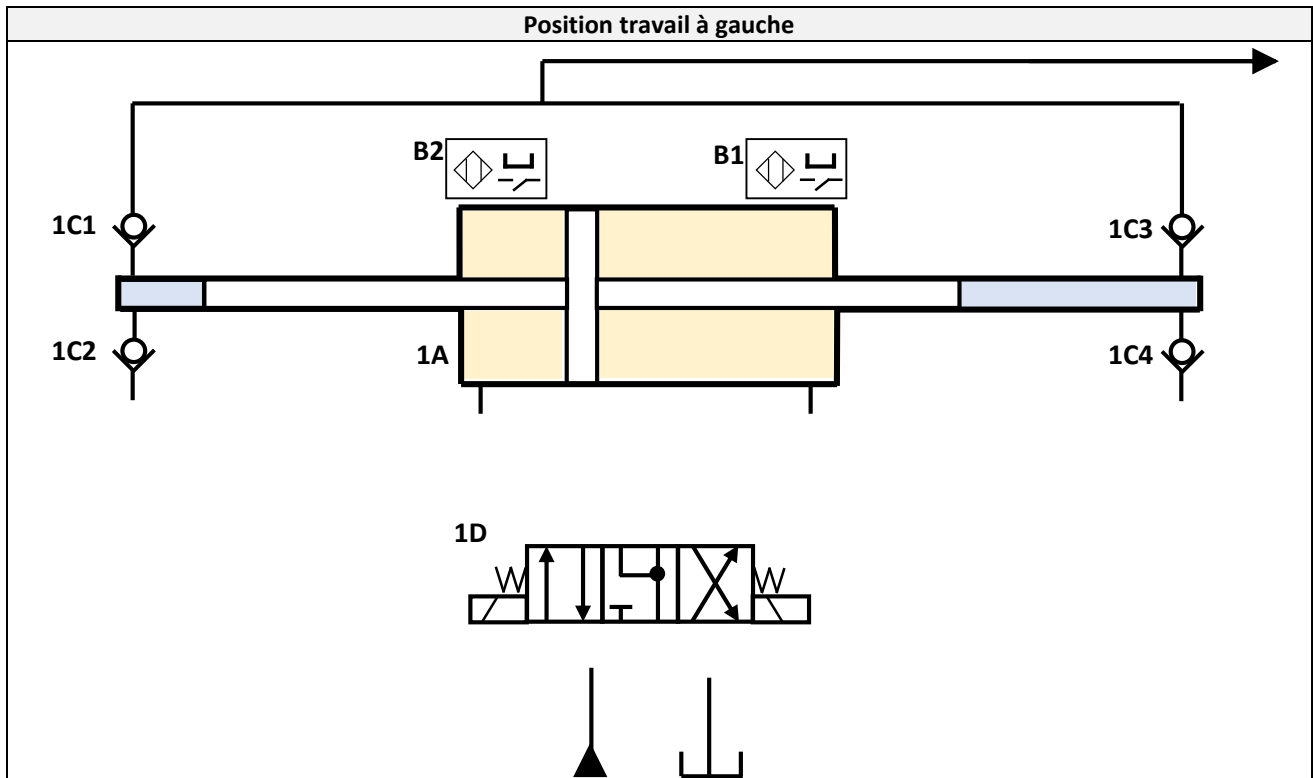 Position travail à gauche
B2
B1
1C1
1C3
1C2
1A
1C4
1D